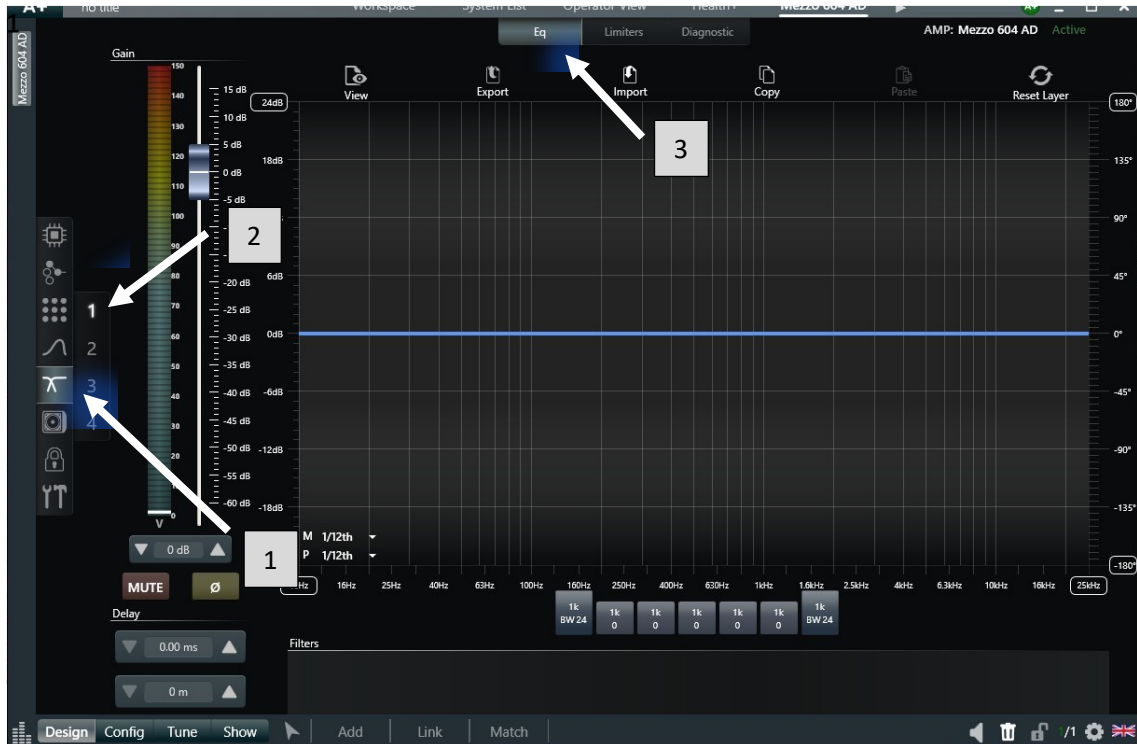 A+ no title Workspace System List Operator View Health+ Mezzo 604 AD
1
Mezzo 604 AD
Eq Limiters Diagnostic
AMP: Mezzo 604 AD Active
Gain
View Export Import Copy Paste Reset Layer
150
140
130
120
110
100
90
80
70
60
50
40
30
20
0
V
15 dB
10 dB
5 dB
0 dB
-5 dB
-20 dB
-25 dB
-30 dB
-35 dB
-40 dB
-45 dB
-50 dB
-55 dB
-60 dB
24dB
18dB
6dB
0dB
-6dB
-12dB
-18dB
180°
135°
90°
45°
0°
-45°
-90°
-135°
-180°
3
2
1
1
2
3
4
M 1/12th
P 1/12th
0 dB
MUTE Ø
16Hz 25Hz 40Hz 63Hz 100Hz 160Hz 250Hz 400Hz 630Hz 1kHz 1.6kHz 2.5kHz 4kHz 6.3kHz 10kHz 16kHz 25kHz
1k 1k 1k 1k 1k 1k 1k
BW 24 0 0 0 0 0 BW 24
Delay
0.00 ms
0 m
Filters
Design Config Tune Show Add Link Match 1/1